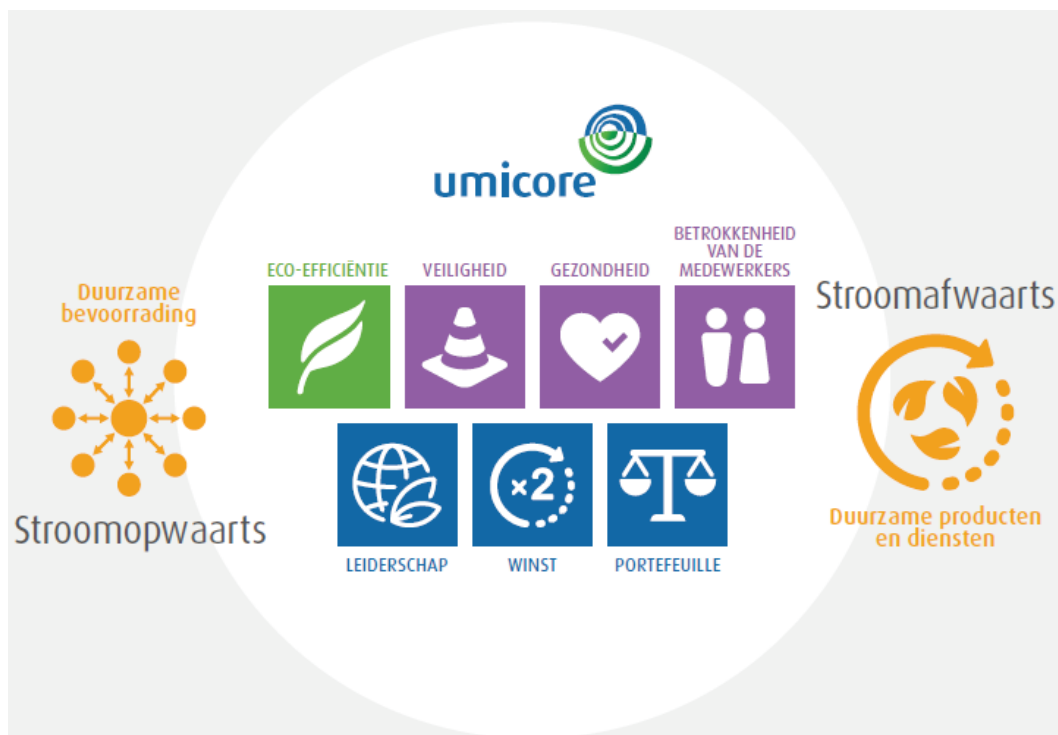 umicore
ECO-EFFICIËNTIE
VEILIGHEID
GEZONDHEID
BETROKKENHEID
VAN DE
MEDEWERKERS
Duurzame
bevoorrading
Stroomopwaarts
Stroomafwaarts
Duurzame producten
en diensten
×2
LEIDERSCHAP
WINST
PORTEFEUILLE